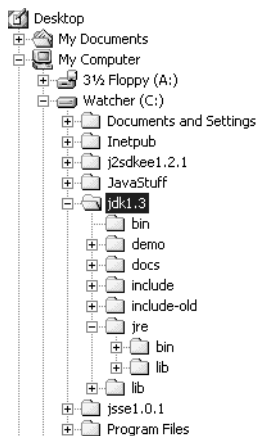 Desktop
My Documents
My Computer
3½ Floppy (A:)
Watcher (C:)
Documents and Settings
Inetpub
j2sdkee1.2.1
JavaStuff
jdk1.3
bin
demo
docs
include
include-old
jre
bin
lib
lib
jsse1.0.1
Program Files